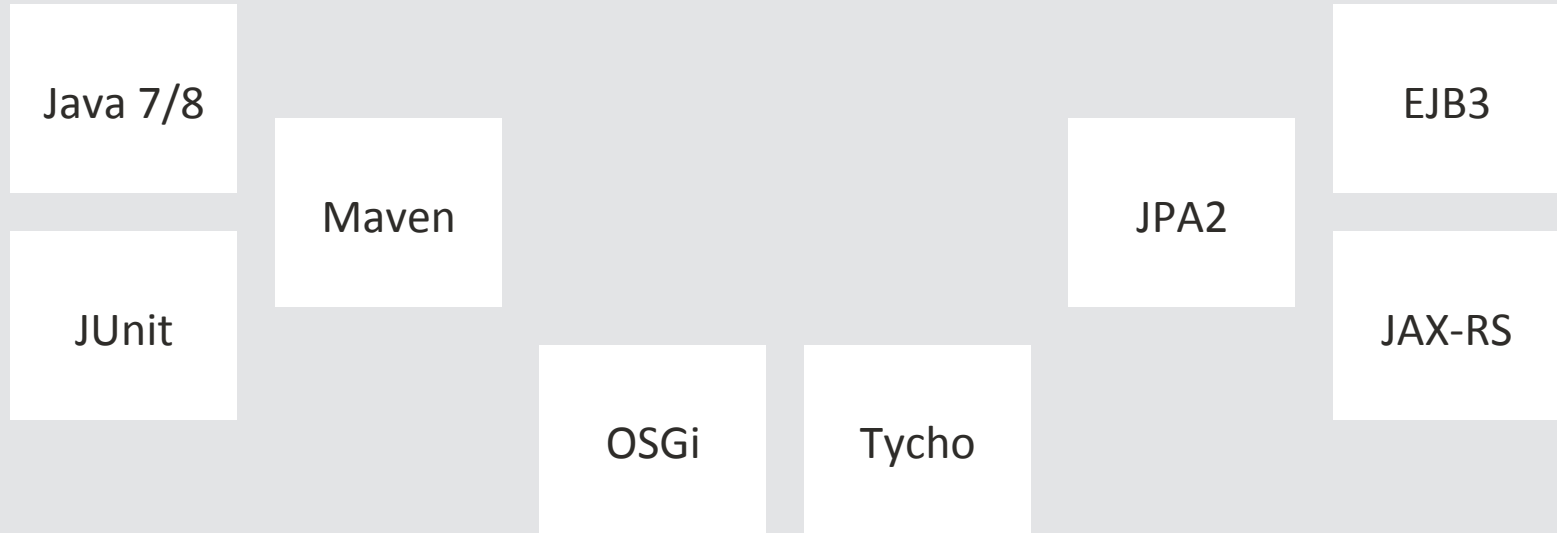 Java 7/8
EJB3
Maven
JPA2
JUnit
JAX-RS
OSGi
Tycho